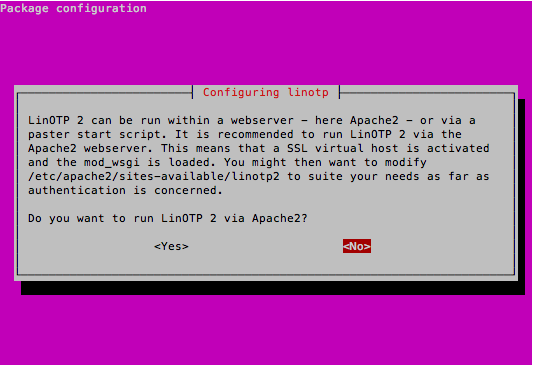 Package configuration
Configuring linotp
LinOTP 2 can be run within a webserver - here Apache2 - or via a
paster start script. It is recommended to run LinOTP 2 via the
Apache2 webserver. This means that a SSL virtual host is activated
and the mod_wsgi is loaded. You might then want to modify
/etc/apache2/sites-available/linotp2 to suite your needs as far as
authentication is concerned.
Do you want to run LinOTP 2 via Apache2?
<Yes> <No>